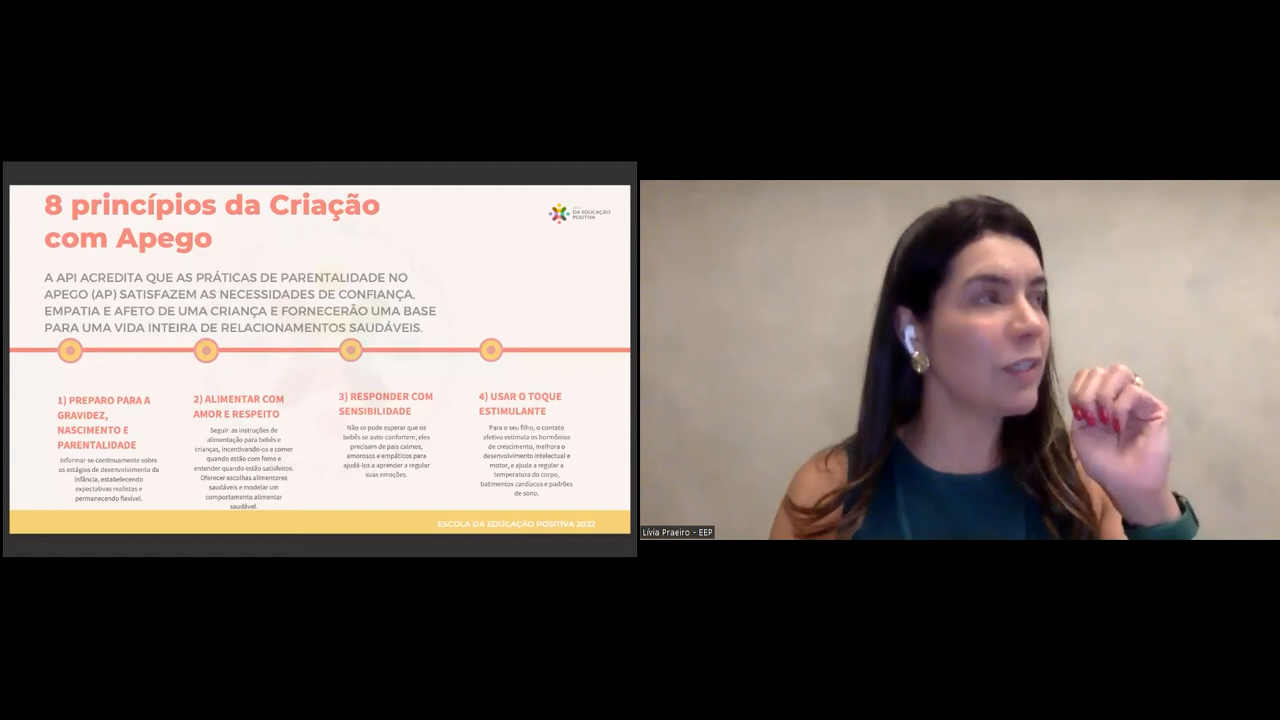 8 princípios da Criação
com Apego
DA EDUCAÇÃO
POSITIVA
A API ACREDITA QUE AS PRÁTICAS DE PARENTALIDADE NO
APEGO (AP) SATISFAZEM AS NECESSIDADES DE CONFIANÇA,
EMPATIA E AFETO DE UMA CRIANÇA E FORNECERÃO UMA BASE
PARA UMA VIDA INTEIRA DE RELACIONAMENTOS SAUDÁVEIS.
1) PREPARO PARA A
GRAVIDEZ,
NASCIMENTO E
PARENTALIDADE
Informar-se continuamente sobre
os estágios de desenvolvimento da
infância, estabelecendo
expectativas realistas e
permanecendo flexível.
2) ALIMENTAR COM
AMOR E RESPEITO
Seguir as instruções de
alimentação para bebês e
crianças, incentivando-os a comer
quando estão com fome e
entender quando estão satisfeitos.
Oferecer escolhas alimentares
saudáveis e modelar um
comportamento alimentar
saudável.
3) RESPONDER COM
SENSIBILIDADE
Não se pode esperar que os
bebês se auto-confortem, eles
precisam de pais calmos,
amorosos e empáticos para
ajudá-los a aprender a regular
suas emoções.
4) USAR O TOQUE
ESTIMULANTE
Para o seu filho, o contato
afetivo estimula os hormônios
de crescimento, melhora o
desenvolvimento intelectual e
motor, e ajuda a regular a
temperatura do corpo,
batimentos cardíacos e padrões
de sono.
ESCOLA DA EDUCAÇÃO POSITIVA 2022
Lívia Praeiro - EEP